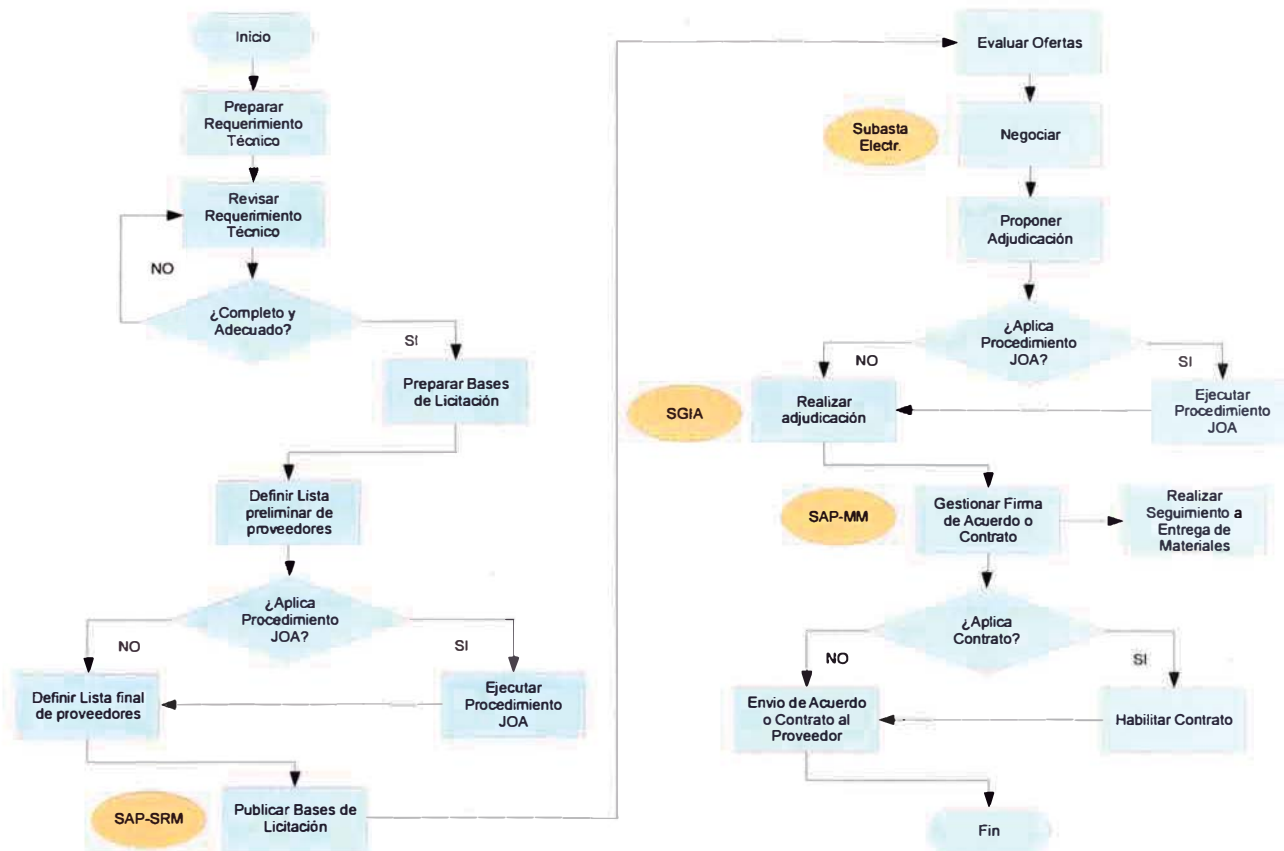 Inicio
Preparar
Requerimiento
Técnico
Revisar
Requerimiento
Técnico
NO
¿Completo y
Adecuado?
SI
Preparar Bases
de Licitación
Definir Lista
preliminar de
proveedores
¿Aplica
Procedimiento
JOA?
NO
SI
Definir Lista final
de proveedores
Ejecutar
Procedimiento
JOA
SAP-SRM
Publicar Bases de
Licitación
Evaluar Ofertas
Subasta
Electr.
Negociar
Proponer
Adjudicación
¿Aplica
Procedimiento
JOA?
NO
SI
SGIA
Realizar
adjudicación
Ejecutar
Procedimiento
JOA
SAP-MM
Gestionar Firma
de Acuerdo o
Contrato
Realizar
Seguimiento a
Entrega de
Materiales
¿Aplica
Contrato?
NO
SI
Envio de Acuerdo
o Contrato al
Proveedor
Habilitar Contrato
Fin